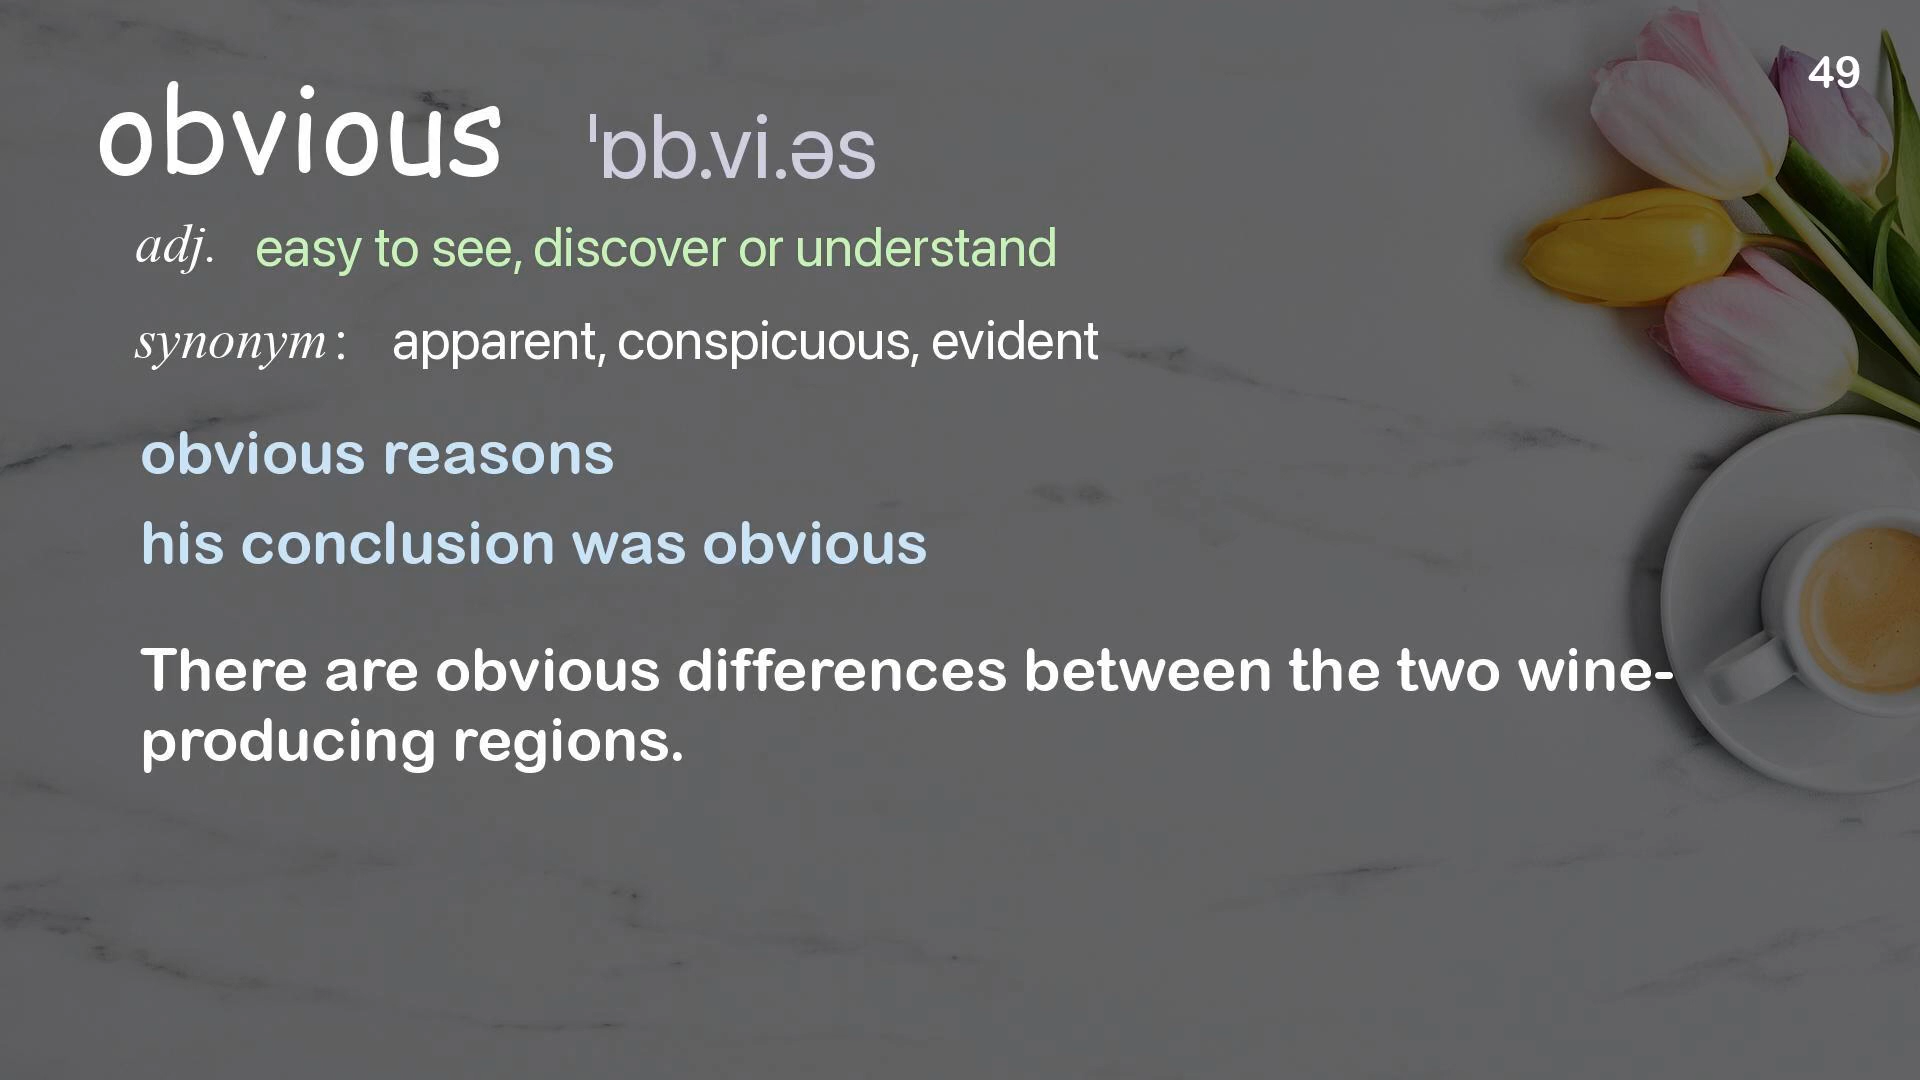 49
obvious ˈɒb.vi.əs
adj. easy to see, discover or understand
synonym : apparent, conspicuous, evident
obvious reasons
his conclusion was obvious
There are obvious differences between the two wine-
producing regions.